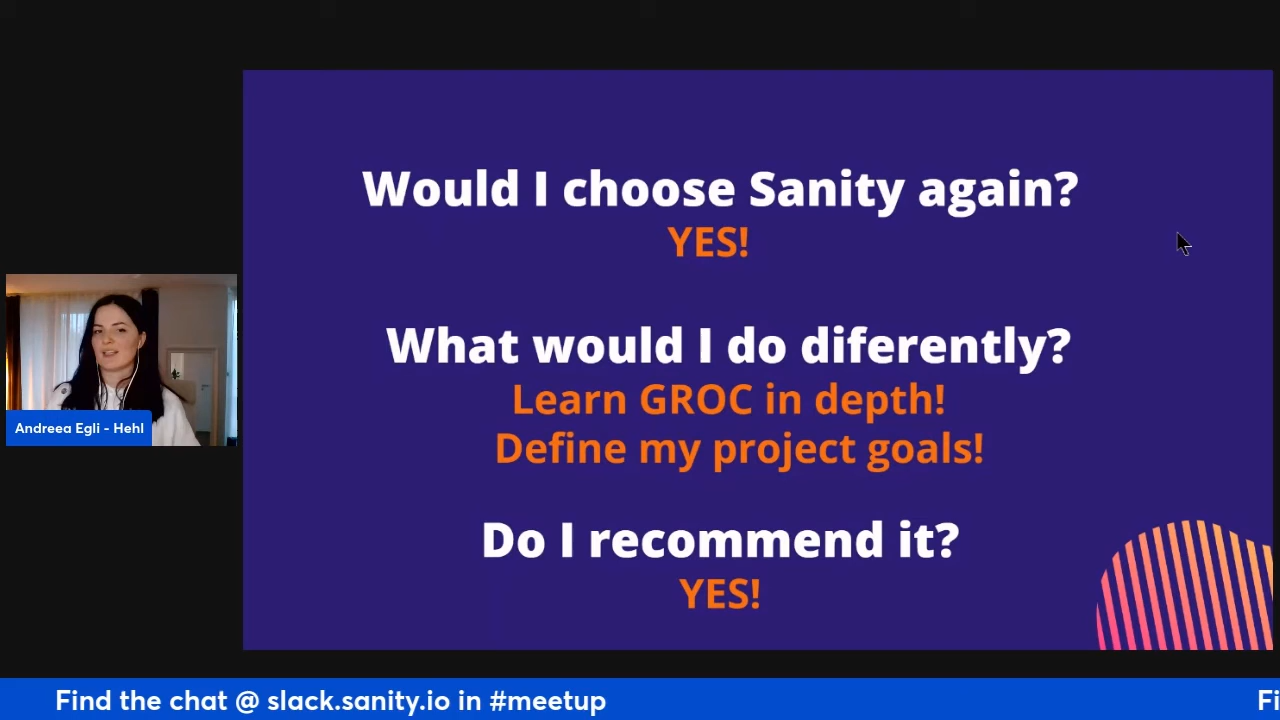 Would I choose Sanity again?
YES!
What would I do diferently?
Learn GROC in depth!
Define my project goals!
Do I recommend it?
YES!
Andreea Egli - Hehl
Find the chat @ slack.sanity.io in #meetup
Fi